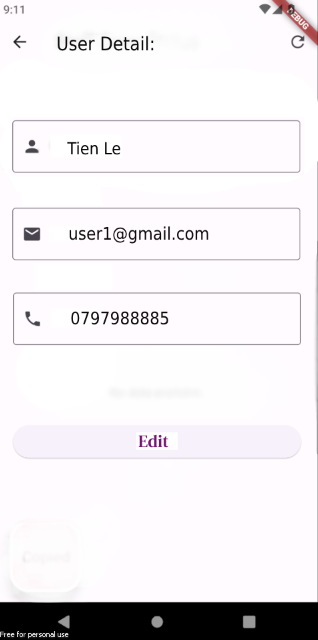 9:11
DEBUG
User Detail:
Tien Le
user1@gmail.com
0797988885
Edit
Free for personal use